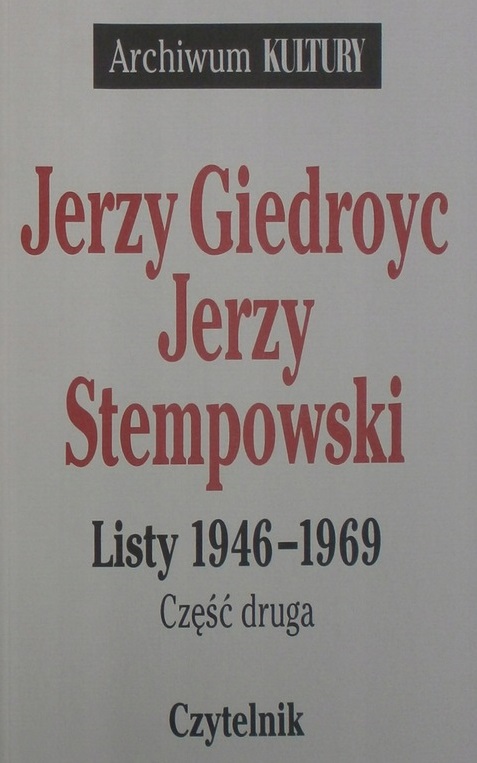 Archiwum KULTURY
Jerzy Giedroyc
Jerzy
Stempowski
Listy 1946–1969
Część druga
Czytelnik